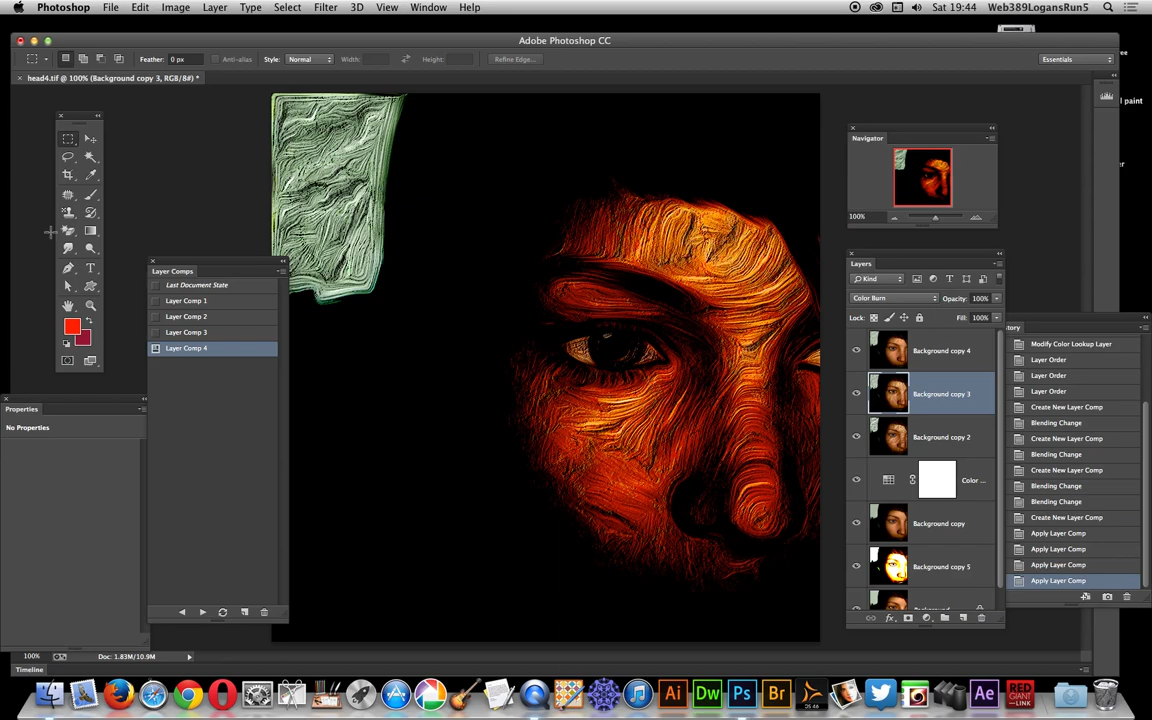 Photoshop File Edit Image Layer Type Select Filter 3D View Window Help Sat 19:44 Web389LogansRun5
Adobe Photoshop CC
Feather: 0 px Anti-alias Style: Normal Width: Height: Refine Edge... Essentials
× head4.tif @ 100% (Background copy 3, RGB/8#) *
il paint
Navigator
100%
Layer Comps
Last Document State
Layer Comp 1
Layer Comp 2
Layer Comp 3
Layer Comp 4
Properties
No Properties
Layers
Kind
Color Burn Opacity: 100%
Lock: Fill: 100%
Background copy 4
Background copy 3
Background copy 2
Color ...
Background copy
Background copy 5
Background
tory
Modify Color Lookup Layer
Layer Order
Layer Order
Layer Order
Create New Layer Comp
Blending Change
Create New Layer Comp
Blending Change
Create New Layer Comp
Blending Change
Blending Change
Create New Layer Comp
Apply Layer Comp
Apply Layer Comp
Apply Layer Comp
Apply Layer Comp
100% Doc: 1.83M/10.9M
Timeline
Ai Dw Ps Br Ae RED GIANT LINK